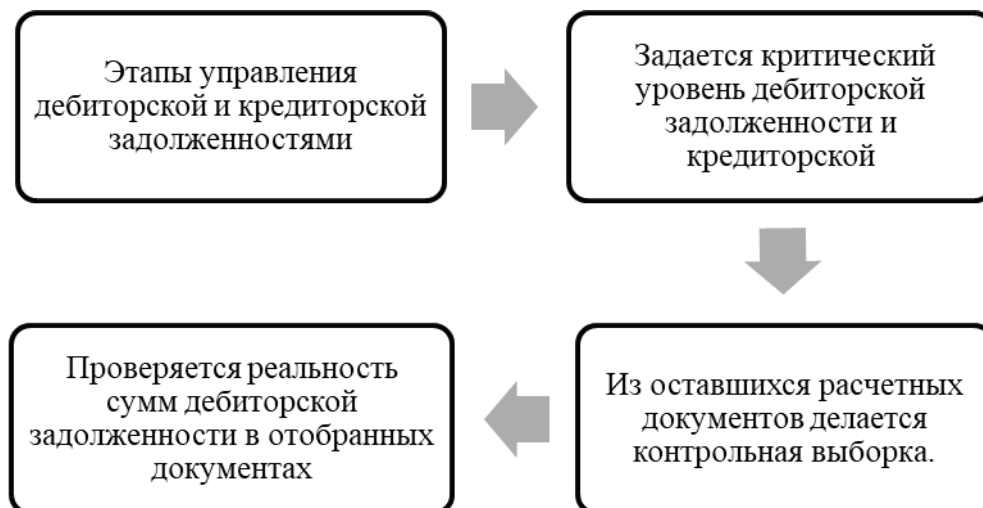 Этапы управления
дебиторской и кредиторской
задолженностями
Задается критический
уровень дебиторской
задолженности и
кредиторской
Из оставшихся расчетных
документов делается
контрольная выборка.
Проверяется реальность
сумм дебиторской
задолженности в отобранных
документах